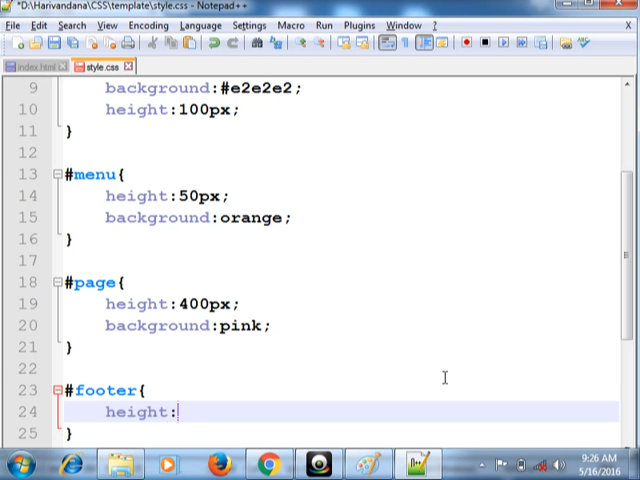 *D:\Harivandana\CSS\template\style.css - Notepad++
File Edit Search View Encoding Language Settings Macro Run Plugins Window ? X
index.html style.css
9 background:#e2e2e2;
10 height:100px;
11 }
12
13 #menu{
14 height:50px;
15 background:orange;
16 }
17
18 #page{
19 height:400px;
20 background:pink;
21 }
22
23 #footer{
24 height:
25 }
9:26 AM
5/16/2016